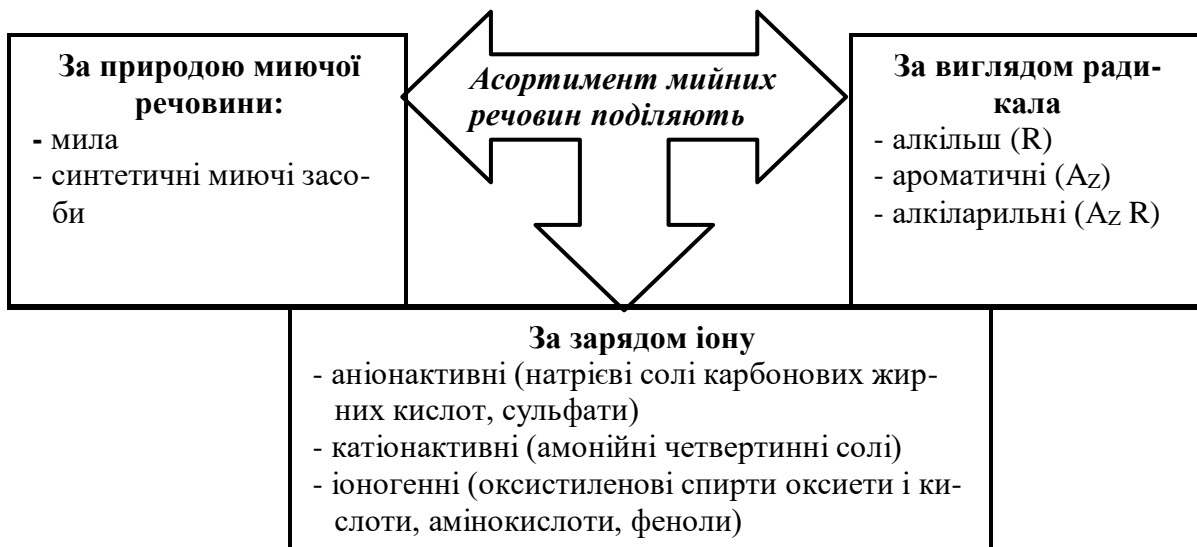 За природою миючої
речовини:
- мила
- синтетичні миючі засо-
би
Асортимент мийних
речовин поділяють
За виглядом ради-
кала
- алкільш (R)
- ароматичні (AZ)
- алкіларильні (AZ R)
За зарядом іону
- аніонактивні (натрієві солі карбонових жир-
них кислот, сульфати)
- катіонактивні (амонійні четвертинні солі)
- іоногенні (оксистиленові спирти оксиети і ки-
слоти, амінокислоти, феноли)